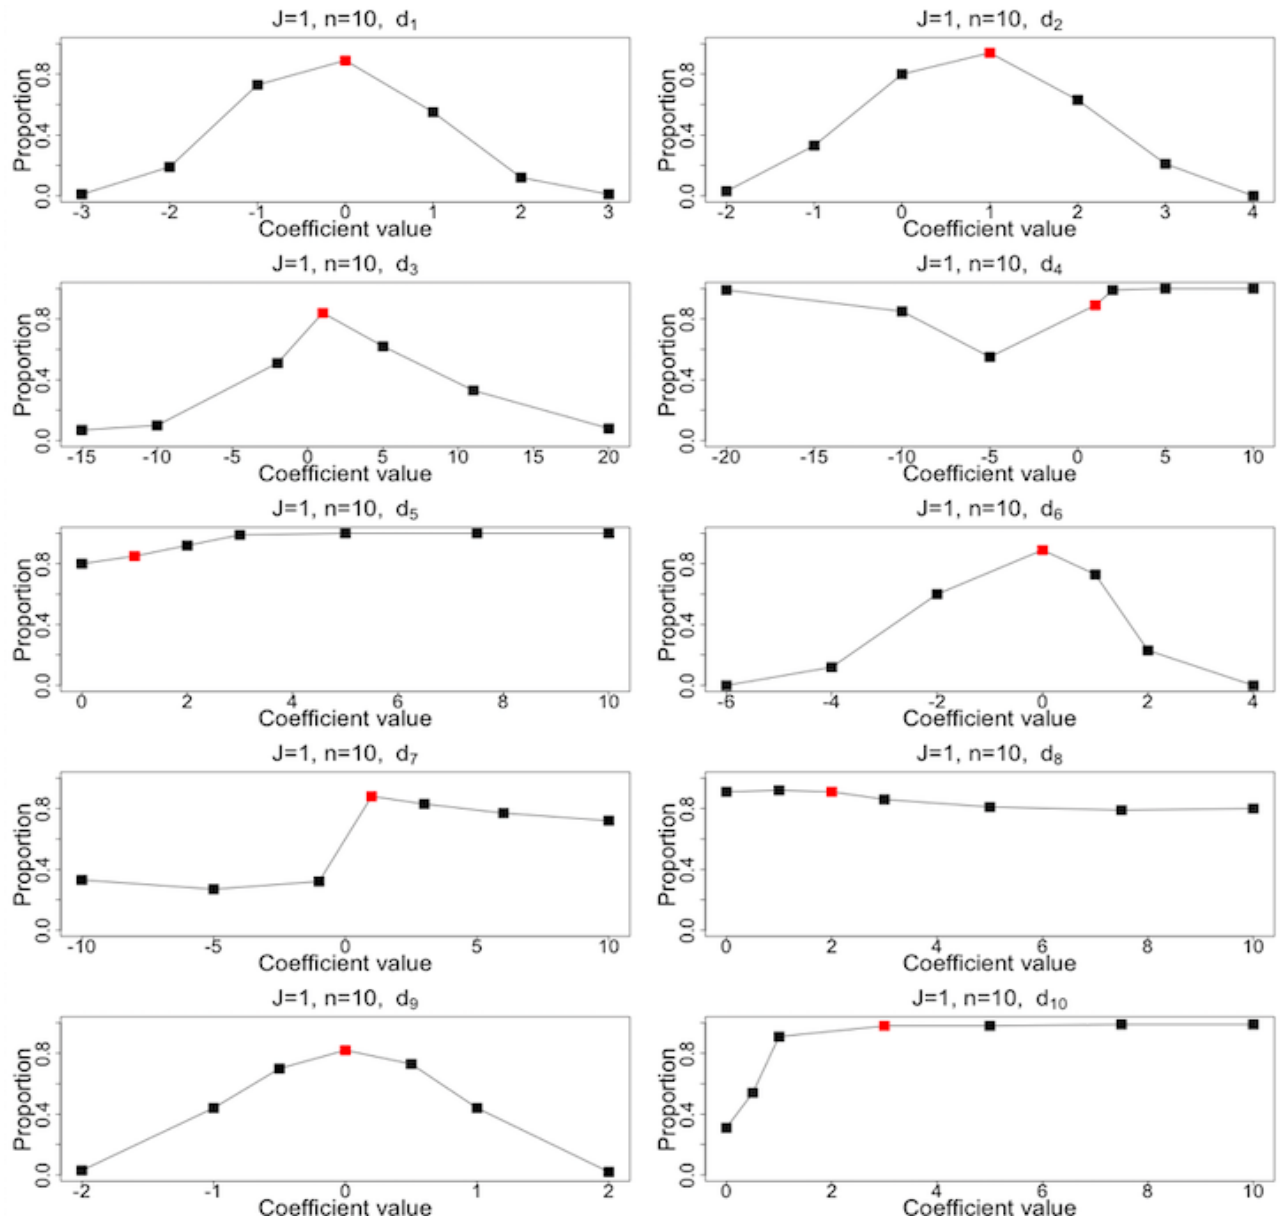 J=1, n=10, d1
Proportion
0.0 0.4 0.8
-3 -2 -1 0 1 2 3
Coefficient value
J=1, n=10, d2
Proportion
0.0 0.4 0.8
-2 -1 0 1 2 3 4
Coefficient value
J=1, n=10, d3
Proportion
0.0 0.4 0.8
-15 -10 -5 0 5 10 15 20
Coefficient value
J=1, n=10, d4
Proportion
0.0 0.4 0.8
-20 -15 -10 -5 0 5 10
Coefficient value
J=1, n=10, d5
Proportion
0.0 0.4 0.8
0 2 4 6 8 10
Coefficient value
J=1, n=10, d6
Proportion
0.0 0.4 0.8
-6 -4 -2 0 2 4
Coefficient value
J=1, n=10, d7
Proportion
0.0 0.4 0.8
-10 -5 0 5 10
Coefficient value
J=1, n=10, d8
Proportion
0.0 0.4 0.8
0 2 4 6 8 10
Coefficient value
J=1, n=10, d9
Proportion
0.0 0.4 0.8
-2 -1 0 1 2
Coefficient value
J=1, n=10, d10
Proportion
0.0 0.4 0.8
0 2 4 6 8 10
Coefficient value